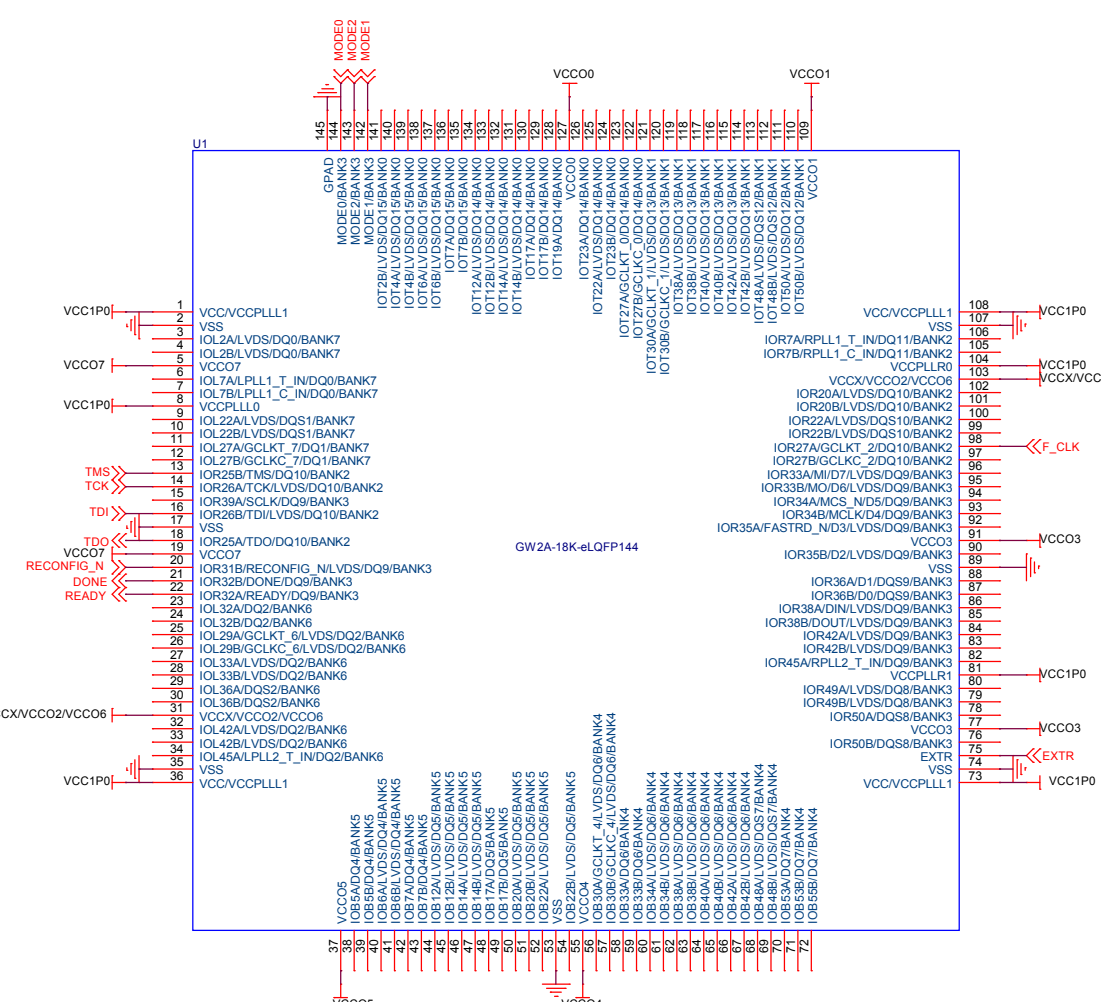 MODE0
MODE2
MODE1
VCCO0
VCCO1
145
144
143
142
141
140
139
138
137
136
135
134
133
132
131
130
129
128
127
126
125
124
123
122
121
120
119
118
117
116
115
114
113
112
111
110
109
U1
GPAD
MODE0/BANK3
MODE2/BANK3
MODE1/BANK3
IOT2B/LVDS/DQ15/BANK0
IOT4A/LVDS/DQ15/BANK0
IOT4B/LVDS/DQ15/BANK0
IOT6A/LVDS/DQ15/BANK0
IOT6B/LVDS/DQ15/BANK0
IOT7A/DQ15/BANK0
IOT7B/DQ15/BANK0
IOT12A/LVDS/DQ14/BANK0
IOT12B/LVDS/DQ14/BANK0
IOT14A/LVDS/DQ14/BANK0
IOT14B/LVDS/DQ14/BANK0
IOT17A/DQ14/BANK0
IOT17B/DQ14/BANK0
IOT19A/DQ14/BANK0
VCCO0
IOT23A/DQ14/BANK0
IOT22A/LVDS/DQ14/BANK0
IOT23B/DQ14/BANK0
IOT27A/GCLKT_0/DQ14/BANK0
IOT27B/GCLKC_0/DQ14/BANK0
IOT30A/GCLKT_1/LVDS/DQ13/BANK1
IOT30B/GCLKC_1/LVDS/DQ13/BANK1
IOT38A/LVDS/DQ13/BANK1
IOT38B/LVDS/DQ13/BANK1
IOT40A/LVDS/DQ13/BANK1
IOT40B/LVDS/DQ13/BANK1
IOT42A/LVDS/DQ13/BANK1
IOT42B/LVDS/DQ13/BANK1
IOT48A/LVDS/DQS12/BANK1
IOT48B/LVDS/DQS12/BANK1
IOT50A/LVDS/DQ12/BANK1
IOT50B/LVDS/DQ12/BANK1
VCCO1
VCC1P0 1 VCC/VCCPLLL1
2 VSS
3 IOL2A/LVDS/DQ0/BANK7
4 IOL2B/LVDS/DQ0/BANK7
VCCO7 5 VCCO7
6 IOL7A/LPLL1_T_IN/DQ0/BANK7
7 IOL7B/LPLL1_C_IN/DQ0/BANK7
VCC1P0 8 VCCPLLL0
9 IOL22A/LVDS/DQS1/BANK7
10 IOL22B/LVDS/DQS1/BANK7
11 IOL27A/GCLKT_7/DQ1/BANK7
12 IOL27B/GCLKC_7/DQ1/BANK7
TMS 13 IOR25B/TMS/DQ10/BANK2
TCK 14 IOR26A/TCK/LVDS/DQ10/BANK2
15 IOR39A/SCLK/DQ9/BANK3
TDI 16 IOR26B/TDI/LVDS/DQ10/BANK2
17 VSS
TDO 18 IOR25A/TDO/DQ10/BANK2
VCCO7 19 VCCO7
RECONFIG_N 20 IOR31B/RECONFIG_N/LVDS/DQ9/BANK3
DONE 21 IOR32B/DONE/DQ9/BANK3
READY 22 IOR32A/READY/DQ9/BANK3
23 IOL32A/DQ2/BANK6
24 IOL32B/DQ2/BANK6
25 IOL29A/GCLKT_6/LVDS/DQ2/BANK6
26 IOL29B/GCLKC_6/LVDS/DQ2/BANK6
27 IOL33A/LVDS/DQ2/BANK6
28 IOL33B/LVDS/DQ2/BANK6
29 IOL36A/DQS2/BANK6
30 IOL36B/DQS2/BANK6
CX/VCCO2/VCCO6 31 VCCX/VCCO2/VCCO6
32 IOL42A/LVDS/DQ2/BANK6
33 IOL42B/LVDS/DQ2/BANK6
34 IOL45A/LPLL2_T_IN/DQ2/BANK6
35 VSS
VCC1P0 36 VCC/VCCPLLL1
GW2A-18K-eLQFP144
VCC/VCCPLLL1 108 VCC1P0
VSS 107
IOR7A/RPLL1_T_IN/DQ11/BANK2 106
IOR7B/RPLL1_C_IN/DQ11/BANK2 105
VCCPLLR0 104 VCC1P0
VCCX/VCCO2/VCCO6 103 VCCX/VCC
IOR20A/LVDS/DQ10/BANK2 102
IOR20B/LVDS/DQ10/BANK2 101
IOR22A/LVDS/DQS10/BANK2 100
IOR22B/LVDS/DQS10/BANK2 99
IOR27A/GCLKT_2/DQ10/BANK2 98 F_CLK
IOR27B/GCLKC_2/DQ10/BANK2 97
IOR33A/MI/D7/LVDS/DQ9/BANK3 96
IOR33B/MO/D6/LVDS/DQ9/BANK3 95
IOR34A/MCS_N/D5/DQ9/BANK3 94
IOR34B/MCLK/D4/DQ9/BANK3 93
IOR35A/FASTRD_N/D3/LVDS/DQ9/BANK3 92
VCCO3 91 VCCO3
IOR35B/D2/LVDS/DQ9/BANK3 90
VSS 89
IOR36A/D1/DQS9/BANK3 88
IOR36B/D0/DQS9/BANK3 87
IOR38A/DIN/LVDS/DQ9/BANK3 86
IOR38B/DOUT/LVDS/DQ9/BANK3 85
IOR42A/LVDS/DQ9/BANK3 84
IOR42B/LVDS/DQ9/BANK3 83
IOR45A/RPLL2_T_IN/DQ9/BANK3 82
VCCPLLR1 81 VCC1P0
IOR49A/LVDS/DQ8/BANK3 80
IOR49B/LVDS/DQ8/BANK3 79
IOR50A/DQS8/BANK3 78
VCCO3 77 VCCO3
IOR50B/DQS8/BANK3 76
EXTR 75 EXTR
VSS 74
VCC/VCCPLLL1 73 VCC1P0
VCCO5
IOB5A/DQ4/BANK5
IOB5B/DQ4/BANK5
IOB6A/LVDS/DQ4/BANK5
IOB6B/LVDS/DQ4/BANK5
IOB7A/DQ4/BANK5
IOB7B/DQ4/BANK5
IOB12A/LVDS/DQ5/BANK5
IOB12B/LVDS/DQ5/BANK5
IOB14A/LVDS/DQ5/BANK5
IOB14B/LVDS/DQ5/BANK5
IOB17A/DQ5/BANK5
IOB17B/DQ5/BANK5
IOB20A/LVDS/DQ5/BANK5
IOB20B/LVDS/DQ5/BANK5
IOB22A/LVDS/DQ5/BANK5
VSS
IOB22B/LVDS/DQ5/BANK5
VCCO4
IOB30A/GCLKT_4/LVDS/DQ6/BANK4
IOB30B/GCLKC_4/LVDS/DQ6/BANK4
IOB33A/DQ6/BANK4
IOB33B/DQ6/BANK4
IOB34A/LVDS/DQ6/BANK4
IOB34B/LVDS/DQ6/BANK4
IOB38A/LVDS/DQ6/BANK4
IOB38B/LVDS/DQ6/BANK4
IOB40A/LVDS/DQ6/BANK4
IOB40B/LVDS/DQ6/BANK4
IOB42A/LVDS/DQ6/BANK4
IOB42B/LVDS/DQ6/BANK4
IOB48A/LVDS/DQS7/BANK4
IOB48B/LVDS/DQS7/BANK4
IOB53A/DQ7/BANK4
IOB53B/DQ7/BANK4
IOB55B/DQ7/BANK4
37
38
39
40
41
42
43
44
45
46
47
48
49
50
51
52
53
54
55
56
57
58
59
60
61
62
63
64
65
66
67
68
69
70
71
72